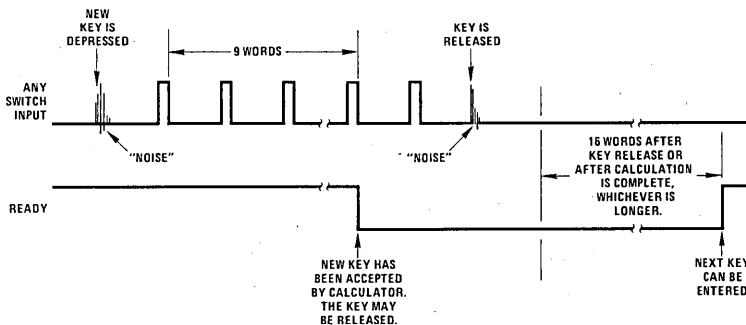 NEW
KEY IS
DEPRESSED
9 WORDS
KEY IS
RELEASED
ANY
SWITCH
INPUT
"NOISE"
"NOISE"
16 WORDS AFTER
KEY RELEASE OR
AFTER CALCULATION
IS COMPLETE,
WHICHEVER IS
LONGER.
READY
NEW KEY HAS
BEEN ACCEPTED
BY CALCULATOR.
THE KEY MAY
BE RELEASED.
NEXT KEY
CAN BE
ENTERED